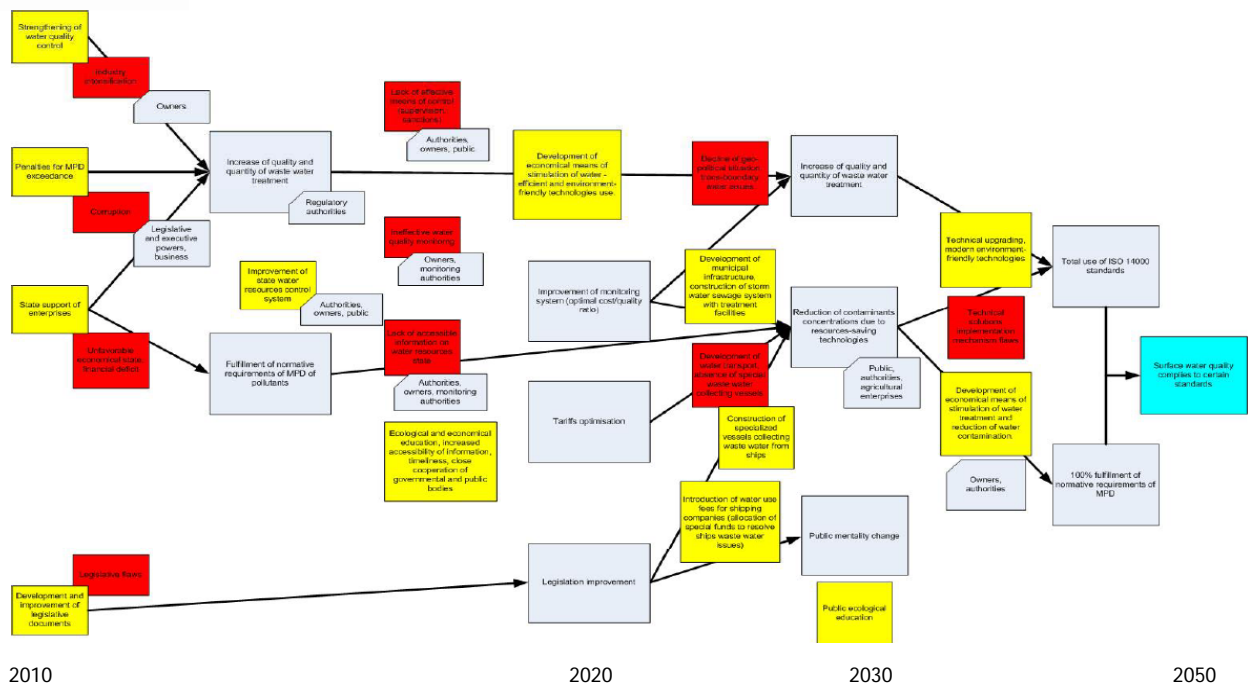 Strengthening of
water quality
control
Industry
intensification
Owners
Penalties for MPD
exceedance
Corruption
Legislative
and executive
powers,
business
State support of
enterprises
Unfavorable
economical state,
financial deficit
Legislative flaws
Development and
improvement of
legislative
documents
Increase of quality and
quantity of waste water
treatment
Regulatory
authorities
Improvement of
state water
resources control
system
Authorities,
owners, public
Fulfillment of normative
requirements of MPD of
pollutants
Lack of effective
means of control
(supervision,
sanctions)
Authorities,
owners, public
Ineffective water
quality monitoring
Owners,
monitoring
authorities
Lack of accessible
information on
water resources
state
Authorities,
owners, monitoring
authorities
Ecological and economical
education, increased
accessibility of information,
timeliness, close
cooperation of
governmental and public
bodies
Development of
economical means of
stimulation of water -
efficient and environment-
friendly technologies use
Improvement of monitoring
system (optimal cost/quality
ratio)
Tariffs optimisation
Legislation improvement
Decline of geo-
political situation,
trans-boundary
water issues
Development of
municipal
infrastructure,
construction of storm
water sewage system
with treatment
facilities
Development of
water transport,
absence of special
waste water
collecting vessels
Construction of
specialized
vessels collecting
waste water from
ships
Introduction of water use
fees for shipping
companies (allocation of
special funds to resolve
ships waste water
issues)
Increase of quality and
quantity of waste water
treatment
Reduction of contaminants
concentrations due to
resources-saving
technologies
Public,
authorities,
agricultural
enterprises
Public mentality change
Public ecological
education
Technical upgrading,
modern environment-
friendly technologies
Technical
solutions
implementation
mechanism flaws
Development of
economical means of
stimulation of water
treatment and
reduction of water
contamination.
Owners,
authorities
Total use of ISO 14000
standards
100% fulfillment of
normative requirements of
MPD
Surface water quality
complies to certain
standards
2010
2020
2030
2050